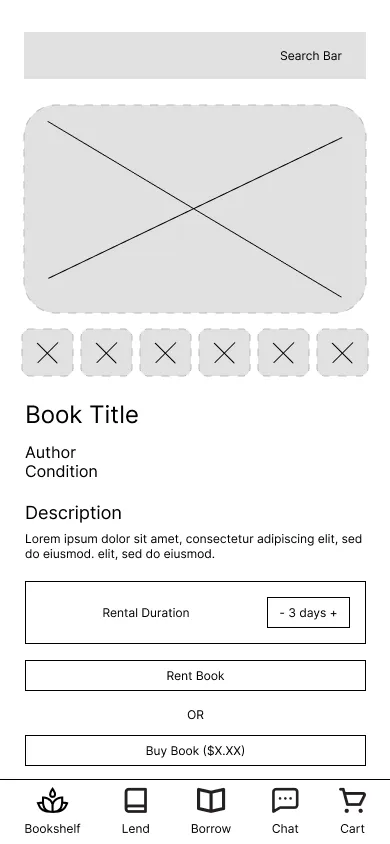 Search Bar
Book Title
Author
Condition
Description
Lorem ipsum dolor sit amet, consectetur adipiscing elit, sed
do eiusmod. elit, sed do eiusmod.
Rental Duration
- 3 days +
Rent Book
OR
Buy Book ($X.XX)
Bookshelf
Lend
Borrow
Chat
Cart